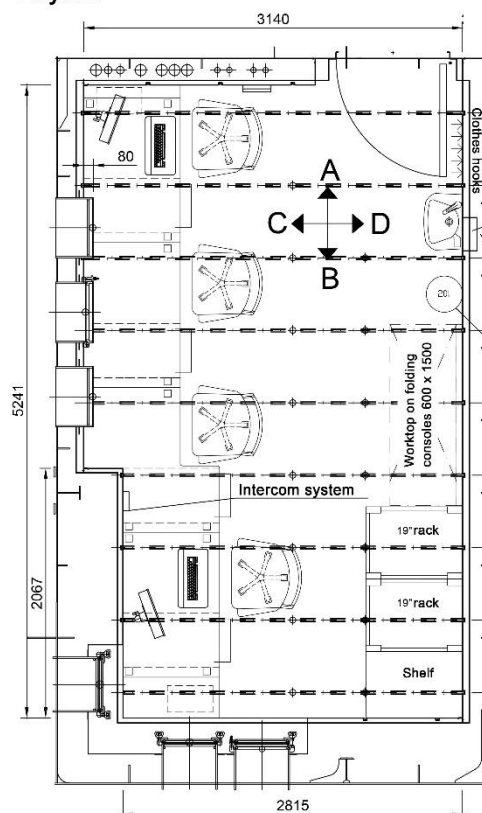 3140
Clothes hooks
80
A
C
D
B
20l
5241
Worktop on folding
consoles 600 x 1500
Intercom system
19"rack
2067
19"rack
Shelf
2815